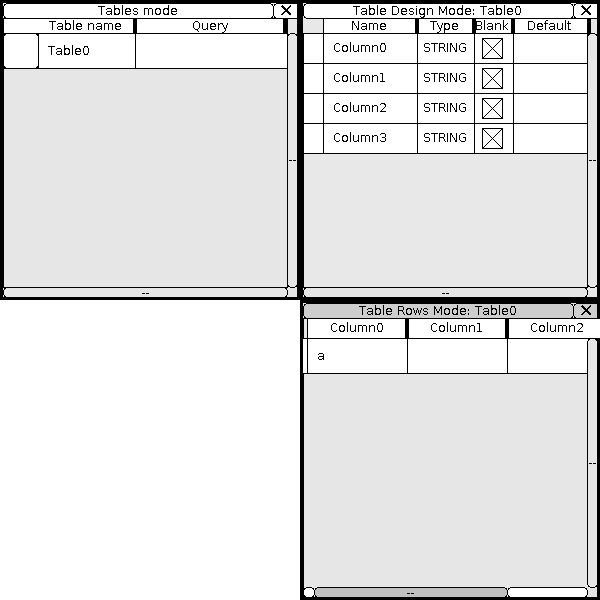 Tables mode
Table name Query
Table0
Table Design Mode: Table0
Name Type Blank Default
Column0 STRING
Column1 STRING
Column2 STRING
Column3 STRING
Table Rows Mode: Table0
Column0 Column1 Column2
a